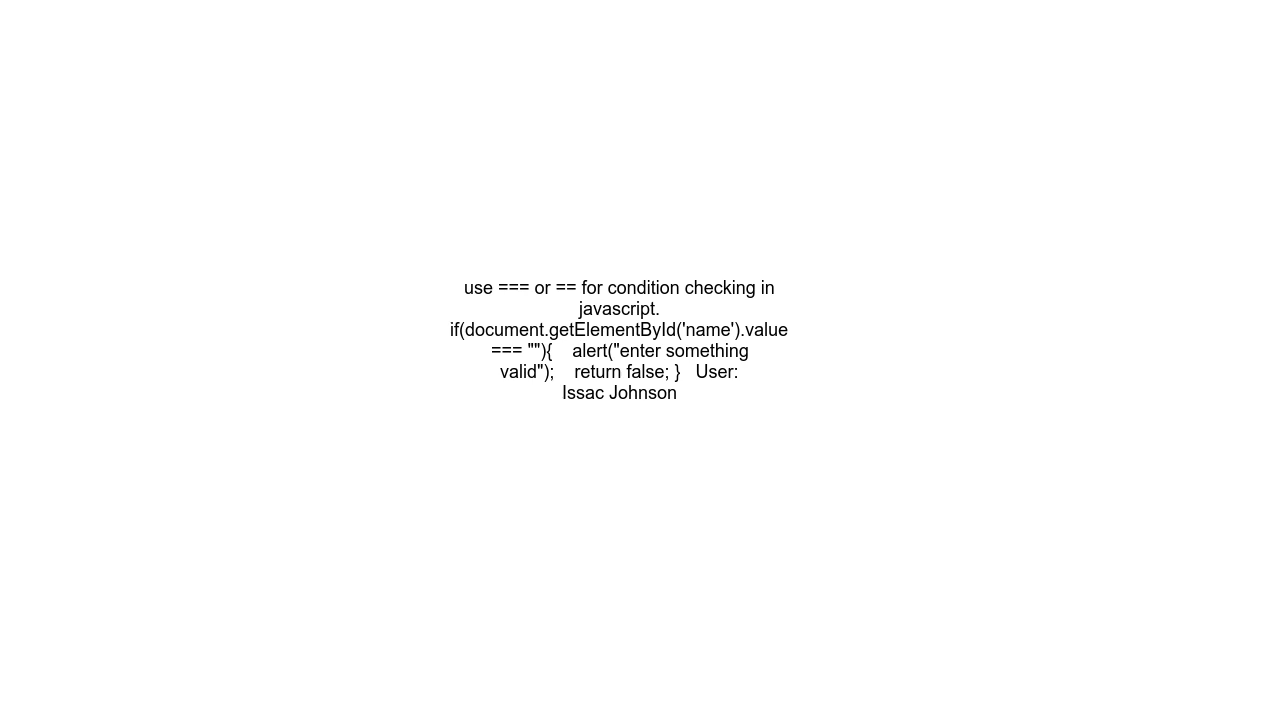 use === or == for condition checking in
javascript.
if(document.getElementById('name').value
=== ""){    alert("enter something
valid");    return false; }   User:
Issac Johnson